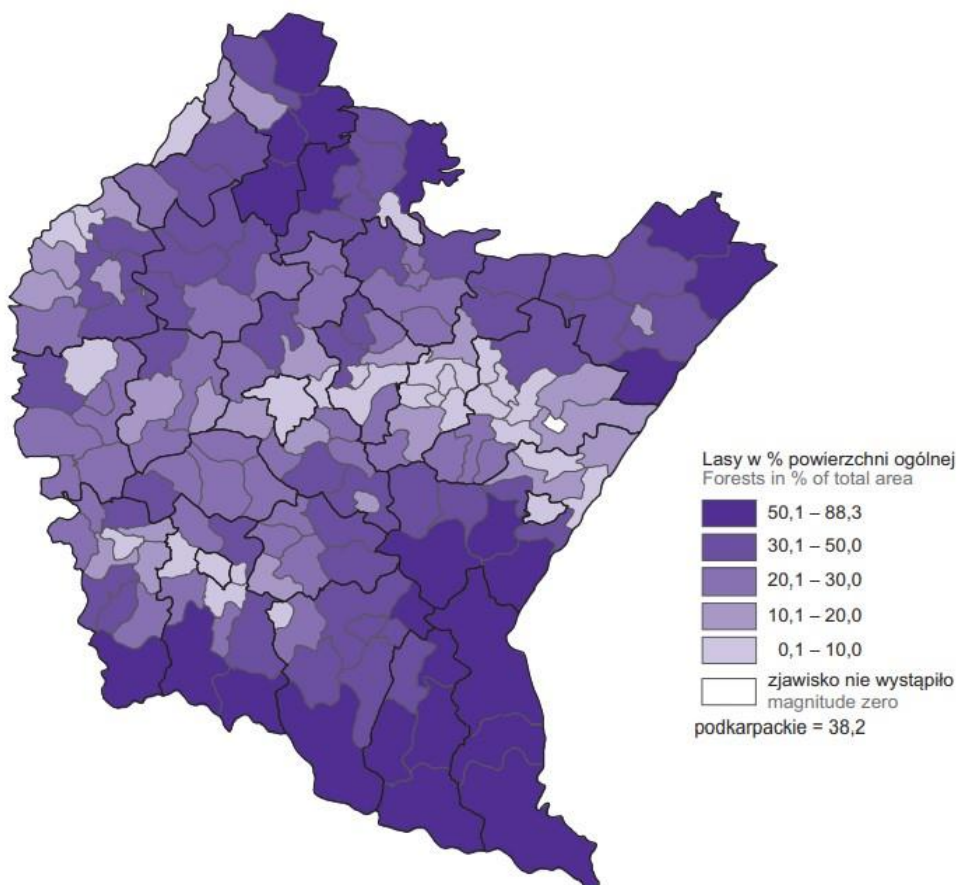 Lasy w % powierzchni ogólnej
Forests in % of total area
50,1 – 88,3
30,1 – 50,0
20,1 – 30,0
10,1 – 20,0
0,1 – 10,0
zjawisko nie wystąpiło
magnitude zero
podkarpackie = 38,2